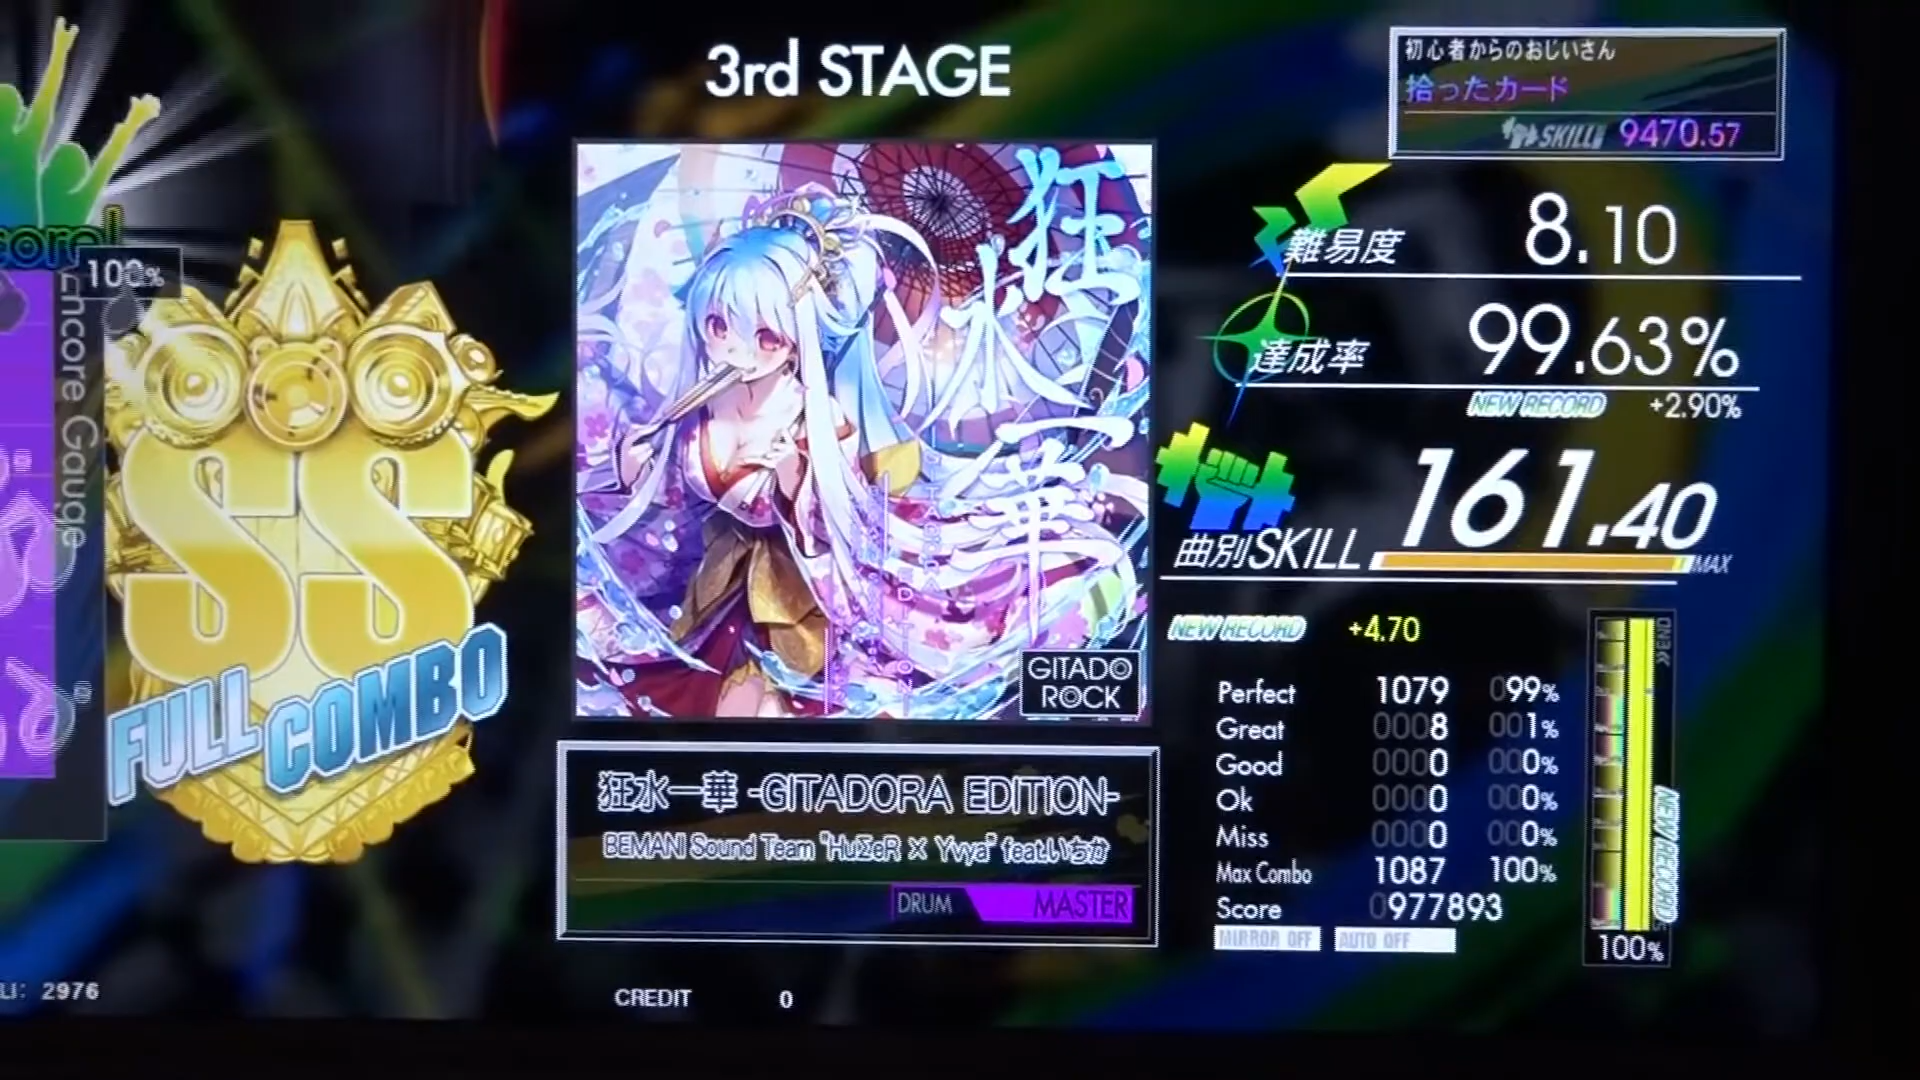 3rd STAGE
初心者からのおじいさん
拾ったカード
SKILL 9470.57
難易度 8.10
達成率 99.63%
NEW RECORD +2.90%
曲別SKILL 161.40
MAX
NEW RECORD +4.70
Perfect 1079 099%
Great 0008 001%
Good 0000 000%
Ok 0000 000%
Miss 0000 000%
Max Combo 1087 100%
Score 0977893
MIRROR OFF AUTO OFF
NEW RECORD
100%
100%
Encore Gauge
SS
FULL COMBO
狂水一華
GITADO
ROCK
狂水一華 -GITADORA EDITION-
BEMANI Sound Team "HuΣeR × Yvya" feat.いちか
DRUM MASTER
CREDIT 0
2976